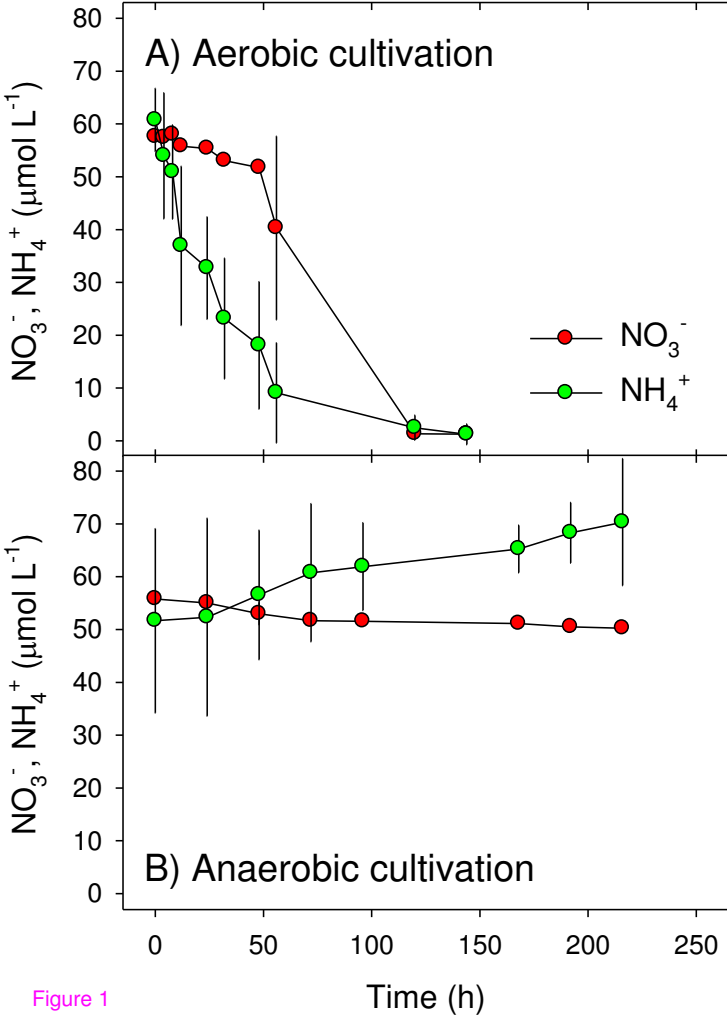 A) Aerobic cultivation
NO₃⁻, NH₄⁺ (μmol L⁻¹)
80
70
60
50
40
30
20
10
0
NO₃⁻
NH₄⁺
B) Anaerobic cultivation
NO₃⁻, NH₄⁺ (μmol L⁻¹)
80
70
60
50
40
30
20
10
0
0 50 100 150 200 250
Time (h)
Figure 1